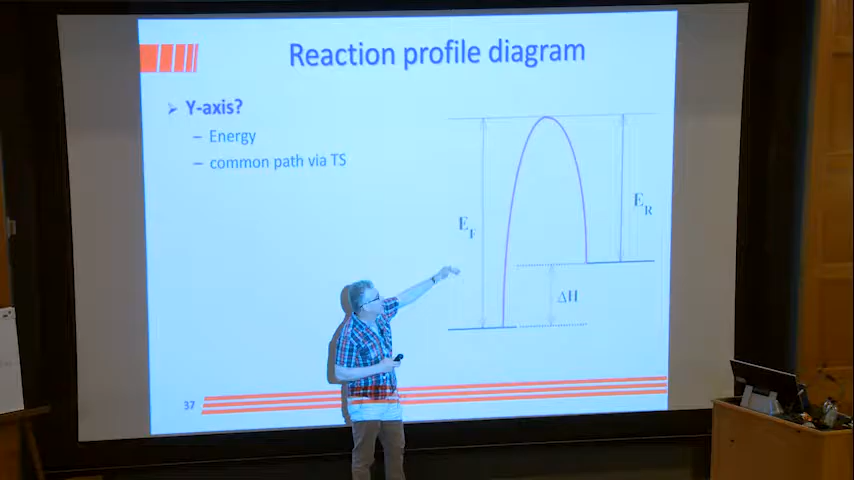 Reaction profile diagram
➢ Y-axis?
– Energy
– common path via TS
E_F
E_R
ΔH
37